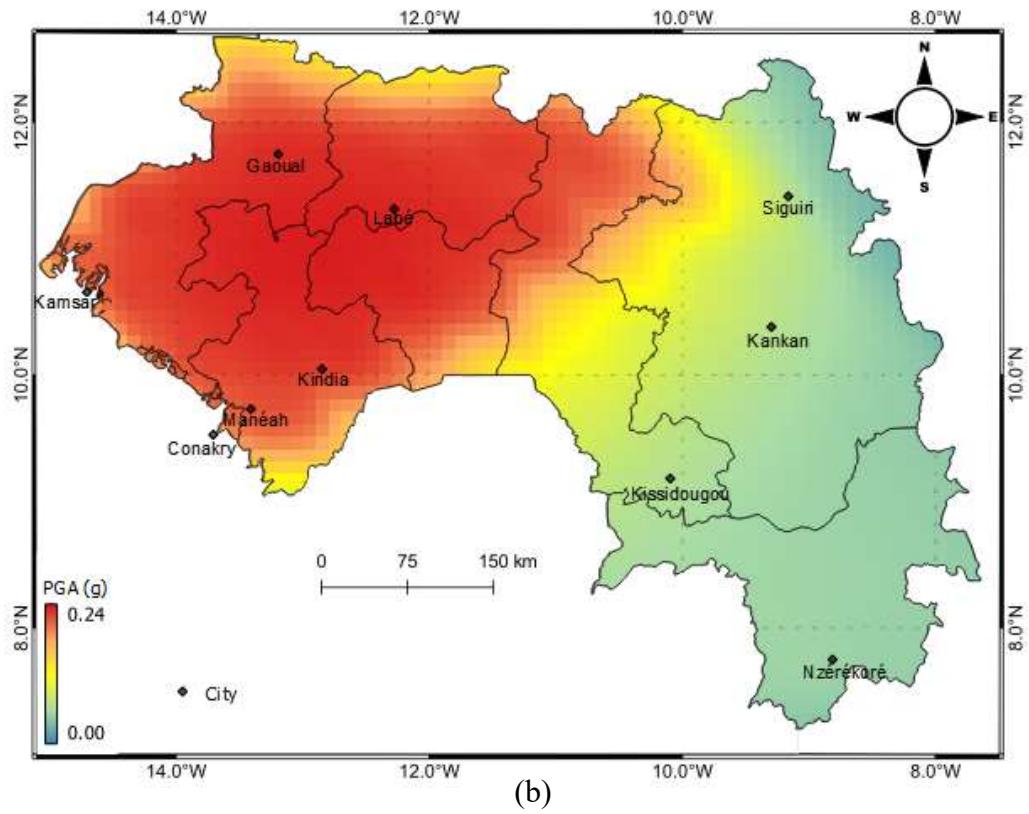 14.0°W 12.0°W 10.0°W 8.0°W
N
W E
S
12.0°N 12.0°N
Gaoual
Labé
Siguiri
Kamsar
Kankan
10.0°N 10.0°N
Kindia
Manéah
Conakry
Kissidougou
0 75 150 km
PGA (g)
0.24
8.0°N 8.0°N
Nzérékoré
City
0.00
14.0°W 12.0°W 10.0°W 8.0°W
(b)